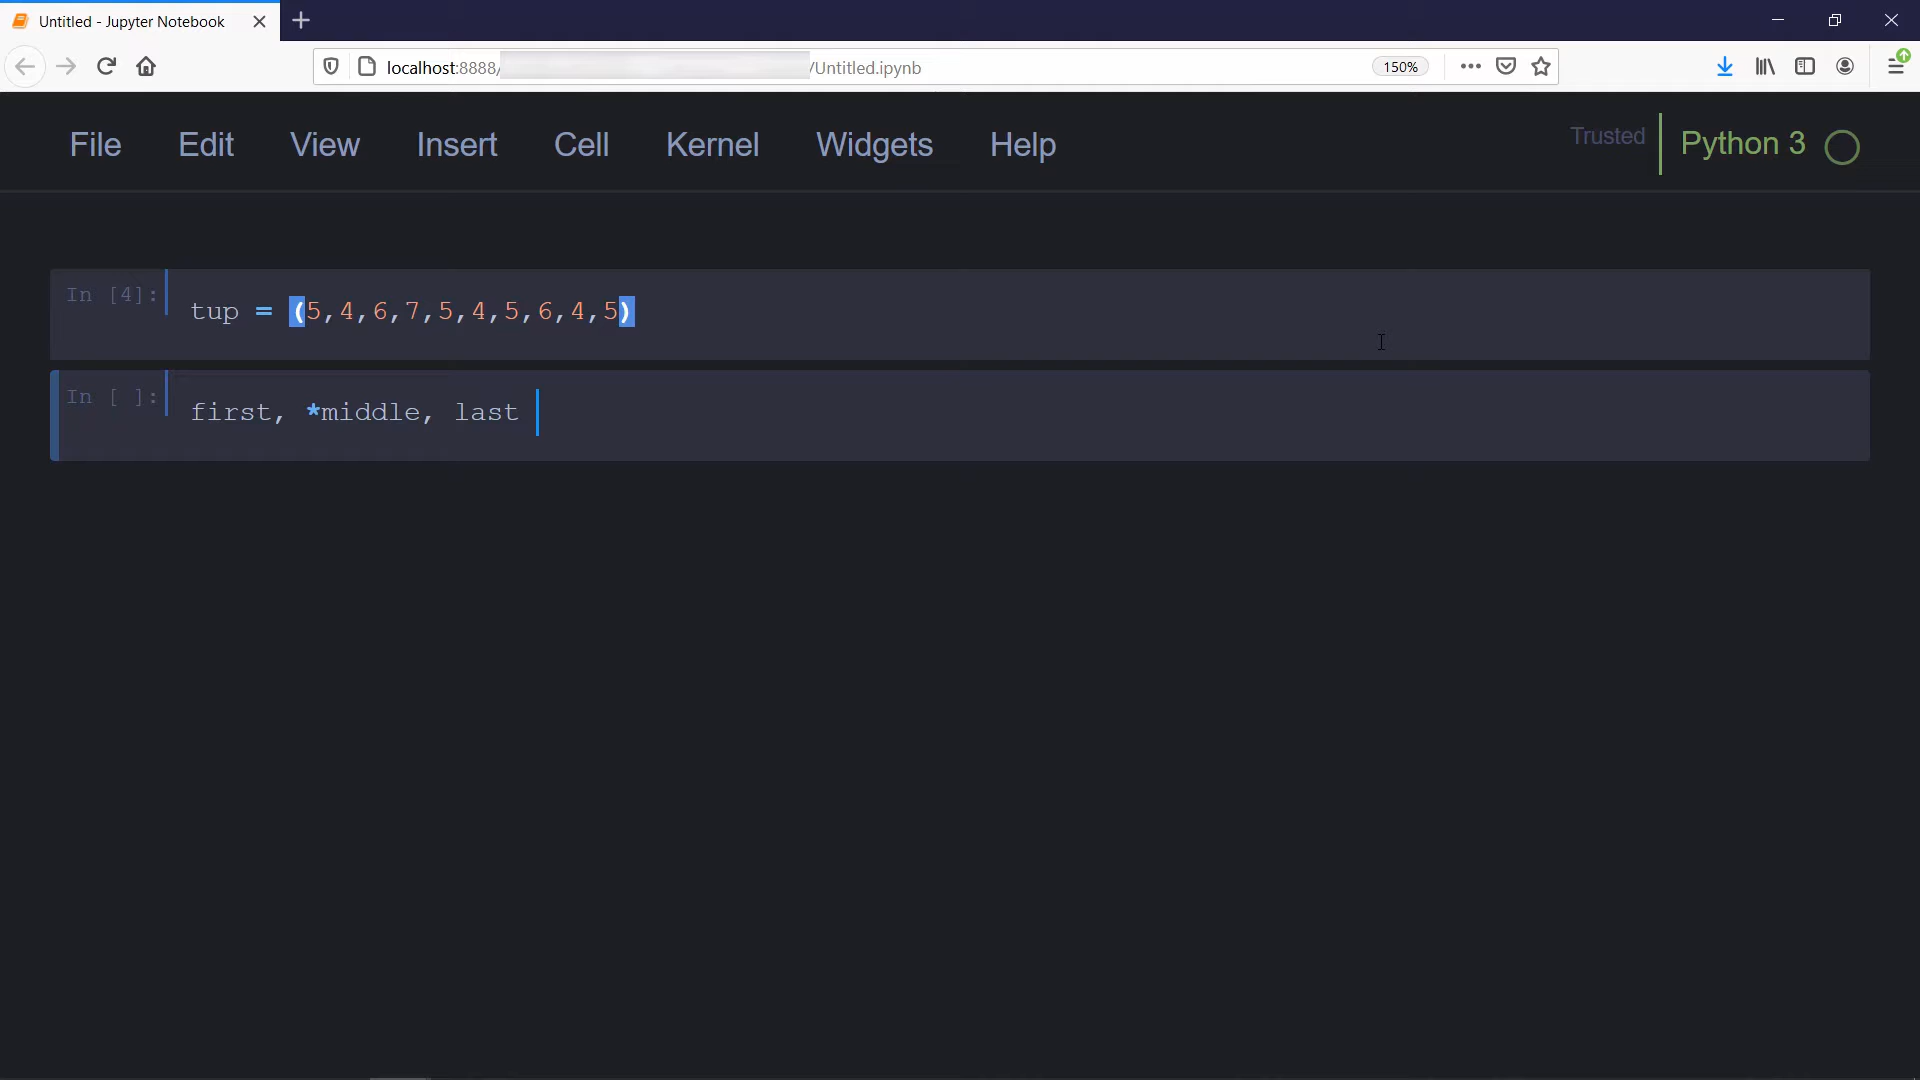 Untitled - Jupyter Notebook
localhost:8888/ /Untitled.ipynb 150%
File Edit View Insert Cell Kernel Widgets Help Trusted Python 3
In [4]: tup = (5,4,6,7,5,4,5,6,4,5)
In [ ]: first, *middle, last